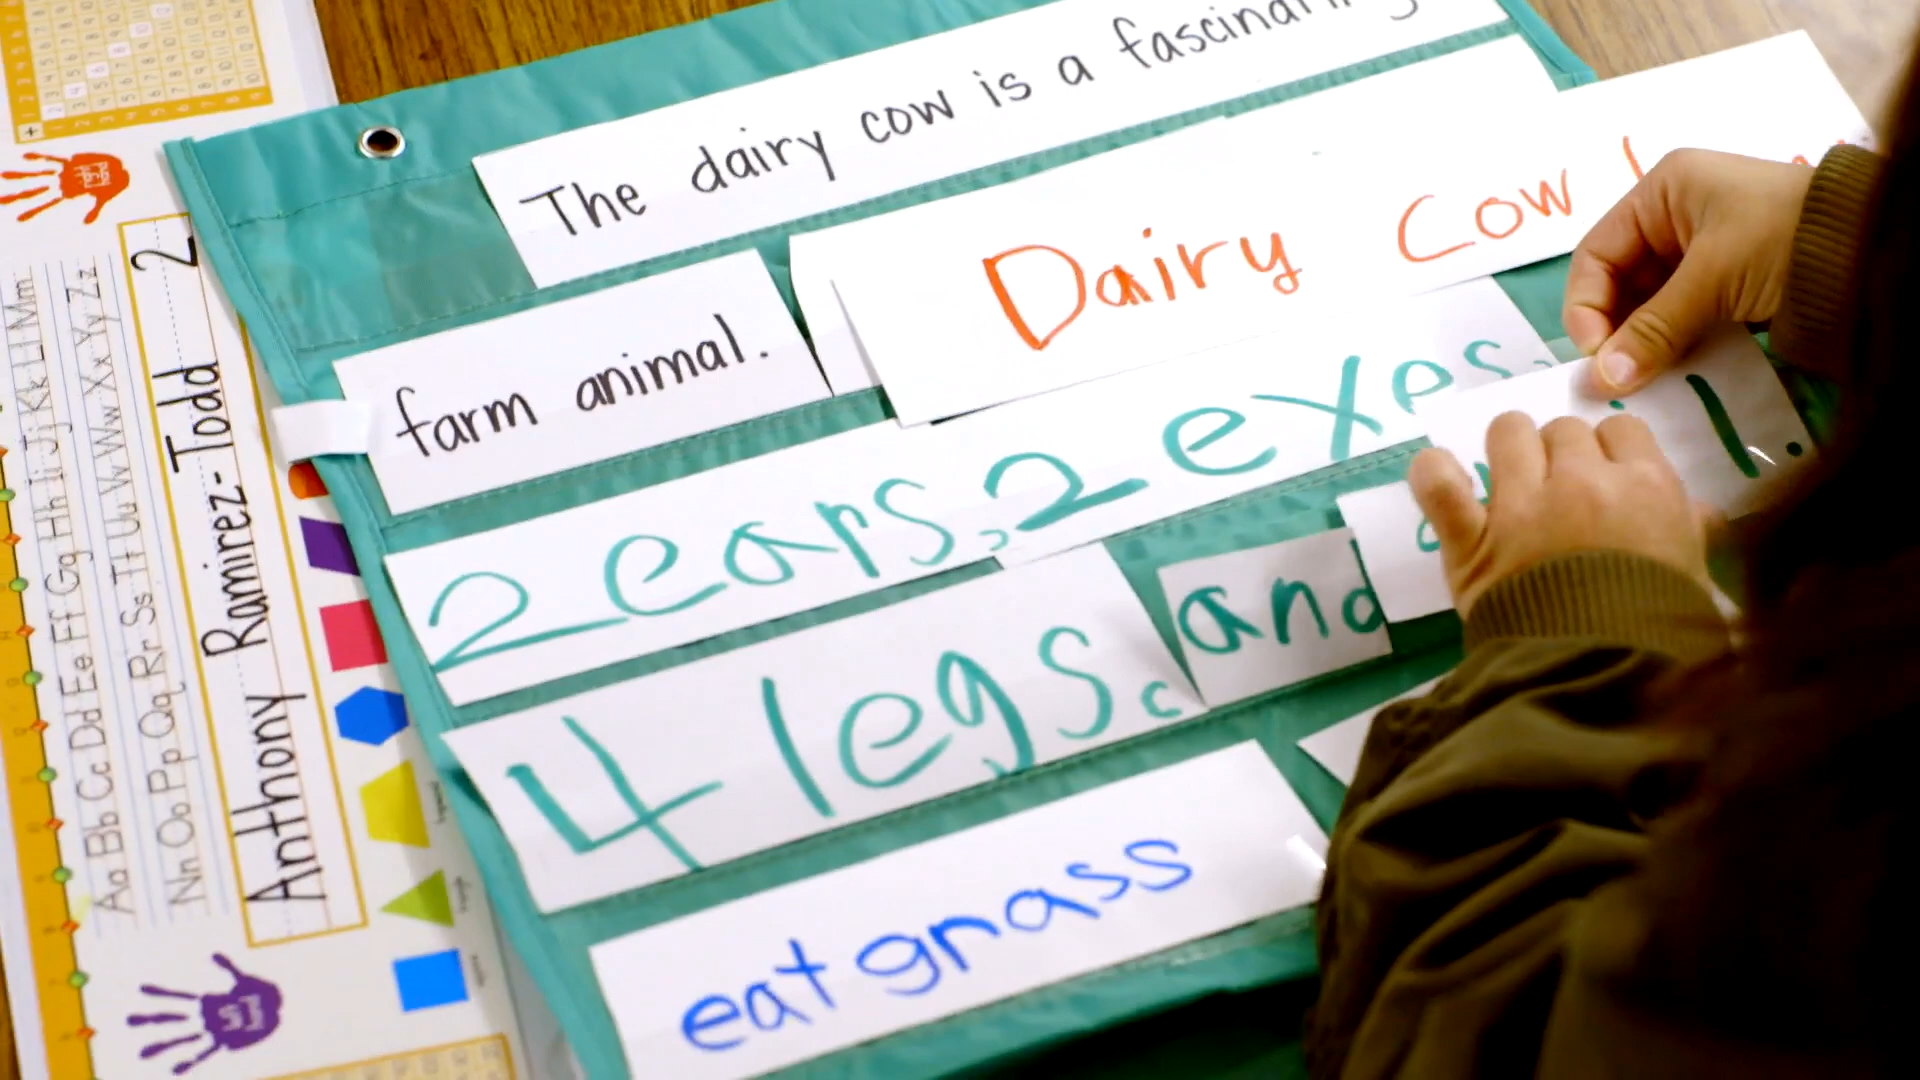 The dairy cow is a fascinating
farm animal.
Dairy Cow
2 ears, 2 eyes,
4 legs, and
eat grass
Anthony Ramirez-Todd 2
Aa Bb Cc Dd Ee Ff Gg Hh Ii Jj Kk Ll Mm
Nn Oo Pp Qq Rr Ss Tt Uu Vv Ww Xx Yy Zz